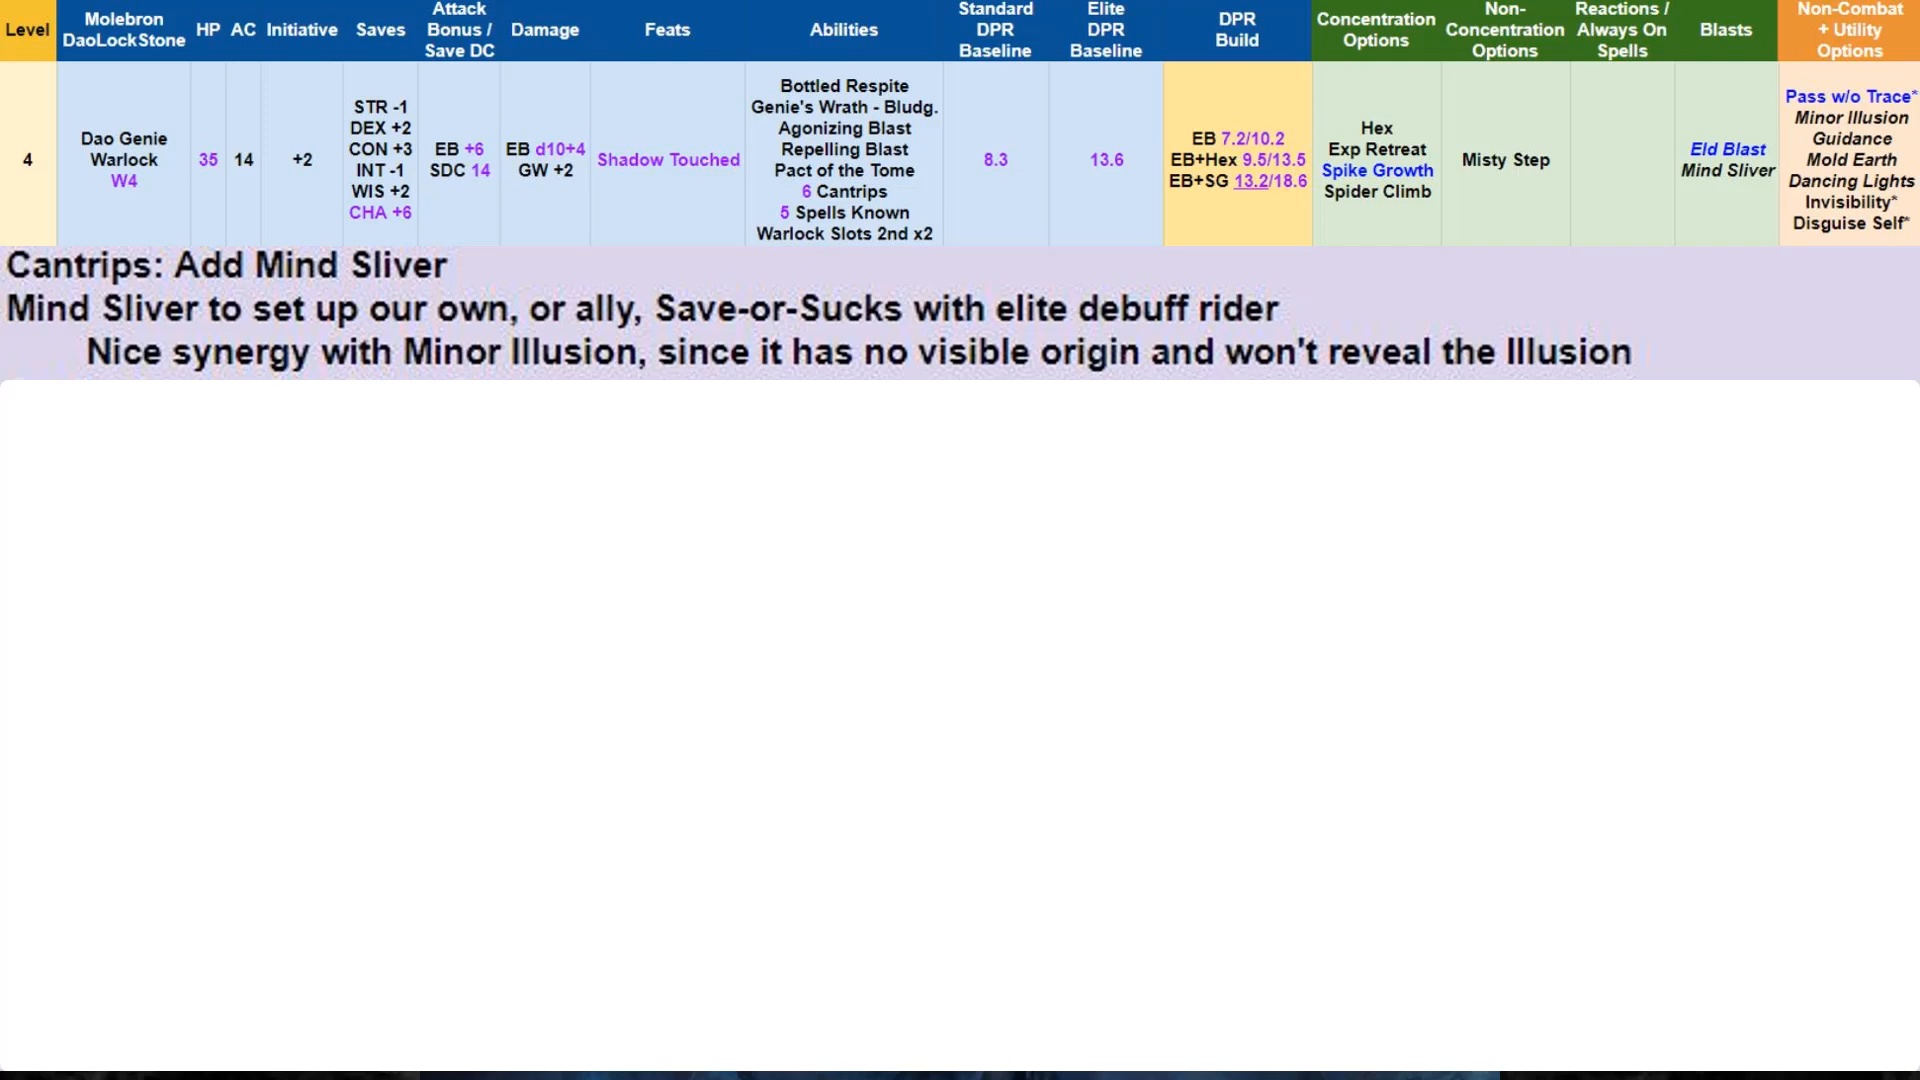 Level
Molebron
DaoLockStone
HP
AC
Initiative
Saves
Attack
Bonus /
Save DC
Damage
Feats
Abilities
Standard
DPR
Baseline
Elite
DPR
Baseline
DPR
Build
Concentration
Options
Non-
Concentration
Options
Reactions /
Always On
Spells
Blasts
Non-Combat
+ Utility
Options
4
Dao Genie
Warlock
W4
35
14
+2
STR -1
DEX +2
CON +3
INT -1
WIS +2
CHA +6
EB +6
SDC 14
EB d10+4
GW +2
Shadow Touched
Bottled Respite
Genie's Wrath - Bludg.
Agonizing Blast
Repelling Blast
Pact of the Tome
6 Cantrips
5 Spells Known
Warlock Slots 2nd x2
8.3
13.6
EB 7.2/10.2
EB+Hex 9.5/13.5
EB+SG 13.2/18.6
Hex
Exp Retreat
Spike Growth
Spider Climb
Misty Step
Eld Blast
Mind Sliver
Pass w/o Trace*
Minor Illusion
Guidance
Mold Earth
Dancing Lights
Invisibility*
Disguise Self*
Cantrips: Add Mind Sliver
Mind Sliver to set up our own, or ally, Save-or-Sucks with elite debuff rider
Nice synergy with Minor Illusion, since it has no visible origin and won't reveal the Illusion